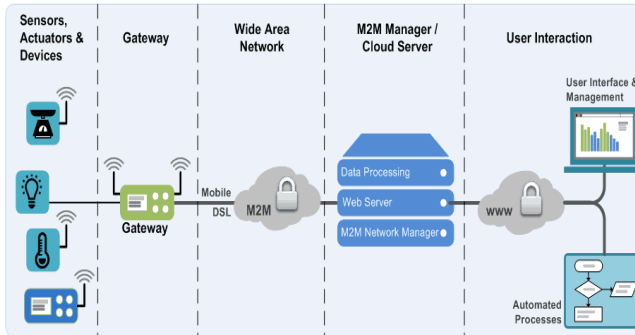 Sensors,
Actuators &
Devices
Gateway
Wide Area
Network
M2M Manager /
Cloud Server
User Interaction
User Interface &
Management
Data Processing
Mobile
DSL
M2M
Web Server
www
Gateway
M2M Network Manager
Automated
Processes